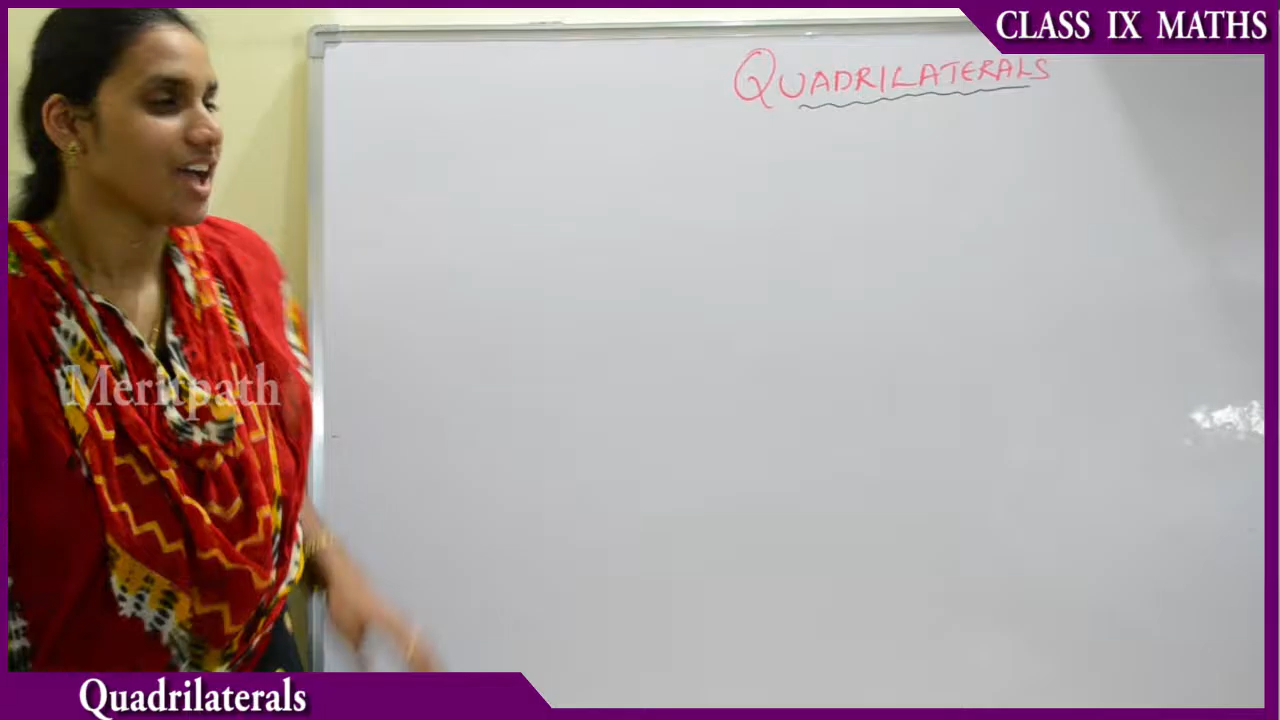 CLASS IX MATHS
QUADRILATERALS
Meritpath
Quadrilaterals